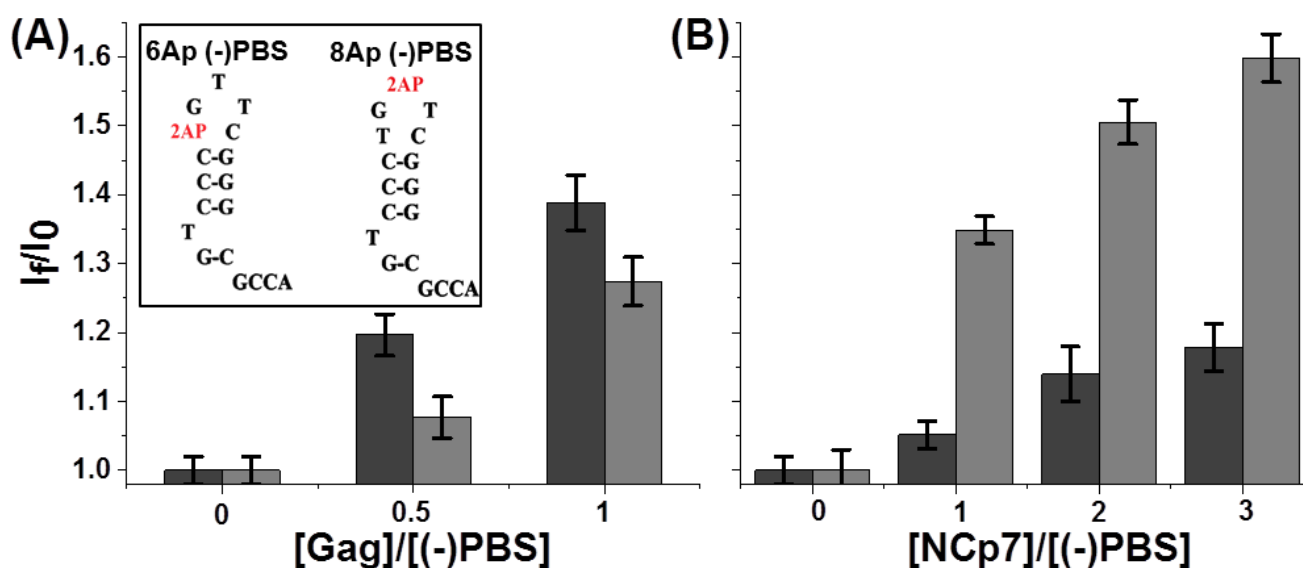 (A)
6Ap (-)PBS
T
G T
2AP C
C-G
C-G
C-G
T
G-C
GCCA
8Ap (-)PBS
2AP
G T
T C
C-G
C-G
C-G
T
G-C
GCCA
If/I0
1.6
1.5
1.4
1.3
1.2
1.1
1.0
0 0.5 1
[Gag]/[(-)PBS]
(B)
0 1 2 3
[NCp7]/[(-)PBS]